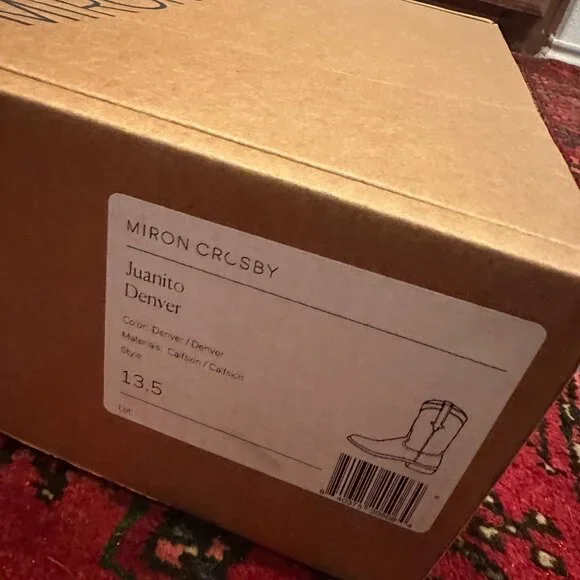 MIRON CROSBY
Juanito
Denver
Color: Denver / Denver
Materials: Calfskin / Calfskin
Style:
13.5
Lot: